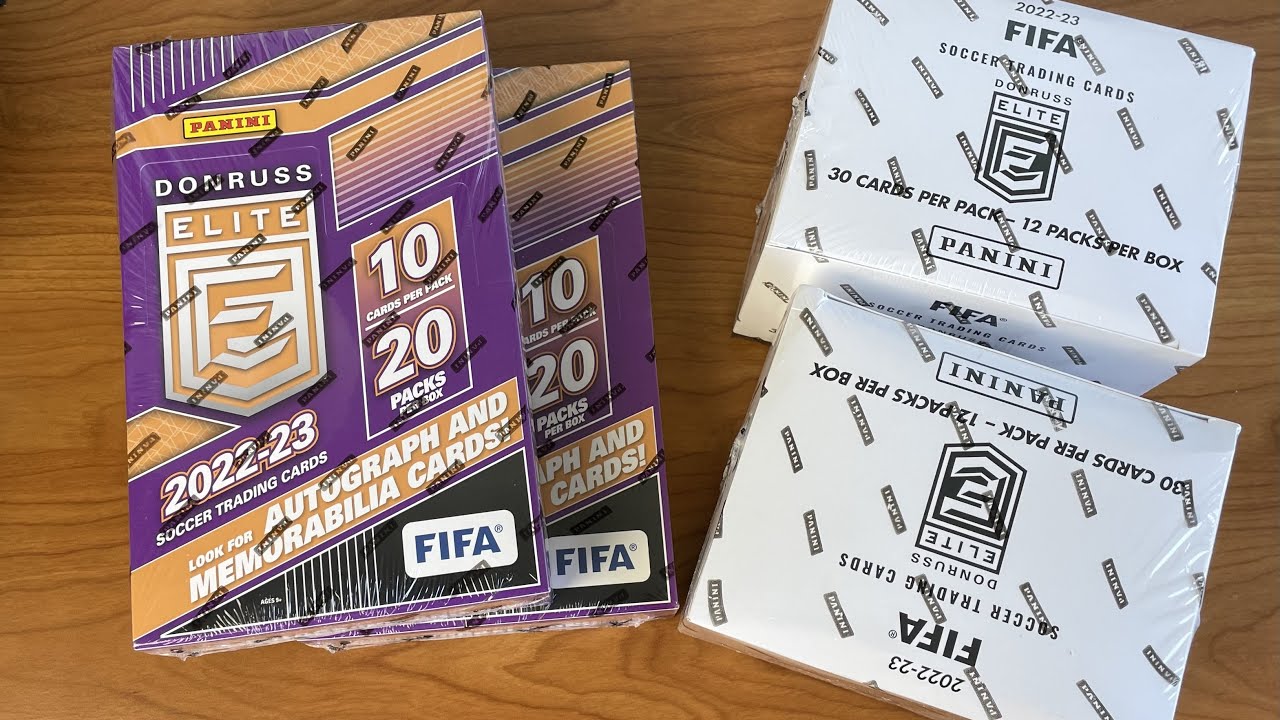 PANINI
DONRUSS
ELITE
10
CARDS PER PACK
20
PACKS
PER BOX
2022-23
SOCCER TRADING CARDS
LOOK FOR AUTOGRAPH AND
MEMORABILIA CARDS!
FIFA®
AGES 8+
10
CARDS PER PACK
20
PACKS
PER BOX
PH AND
CARDS!
FIFA®
2022-23
FIFA
SOCCER TRADING CARDS
DONRUSS
ELITE
30 CARDS PER PACK – 12 PACKS PER BOX
PANINI
FIFA®
SOCCER TRADING CARDS
2022-23
FIFA®
SOCCER TRADING CARDS
DONRUSS
ELITE
30 CARDS PER PACK – 12 PACKS PER BOX
PANINI